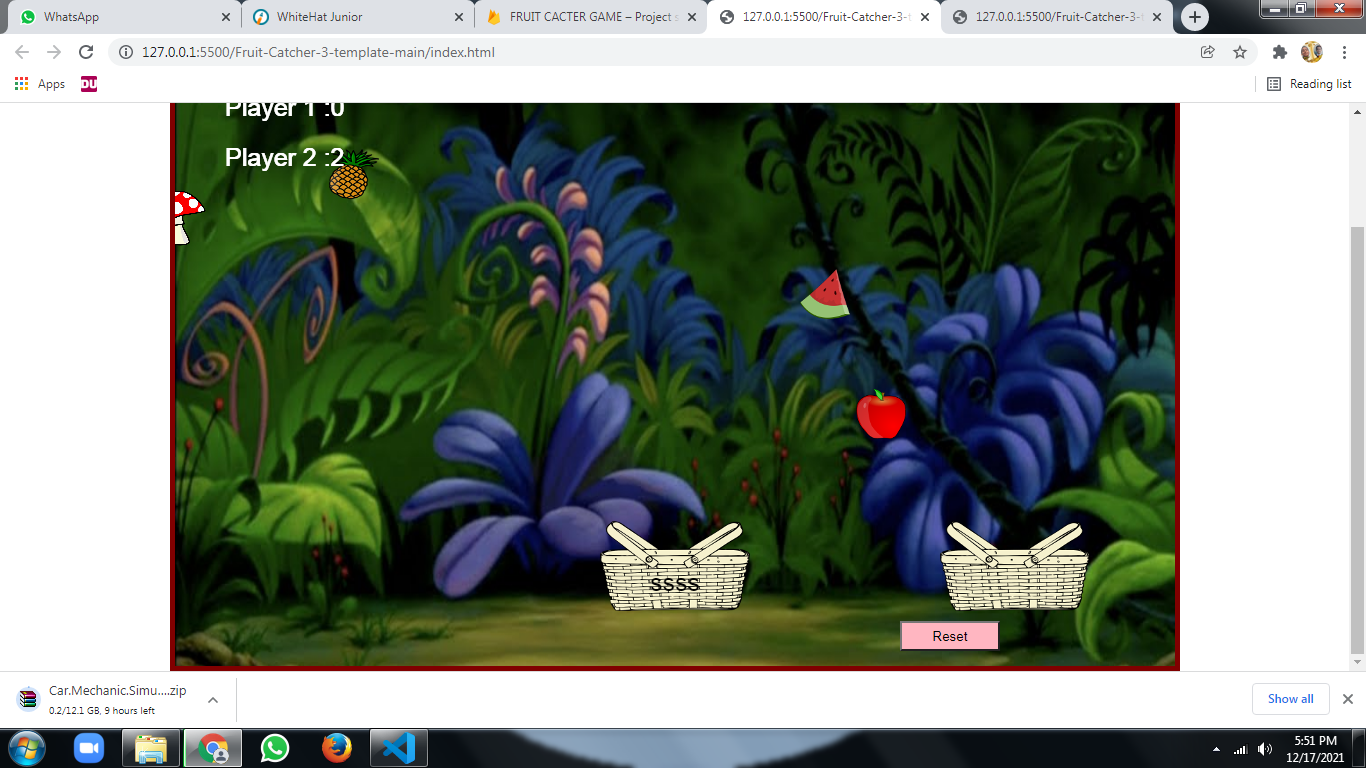 WhatsApp
WhiteHat Junior
FRUIT CACTER GAME – Project s
127.0.0.1:5500/Fruit-Catcher-3-t
127.0.0.1:5500/Fruit-Catcher-3-t
127.0.0.1:5500/Fruit-Catcher-3-template-main/index.html
Apps
DU
Reading list
Player 1 :0
Player 2 :2
SSSS
Reset
Car.Mechanic.Simu....zip
0.2/12.1 GB, 9 hours left
Show all
5:51 PM
12/17/2021